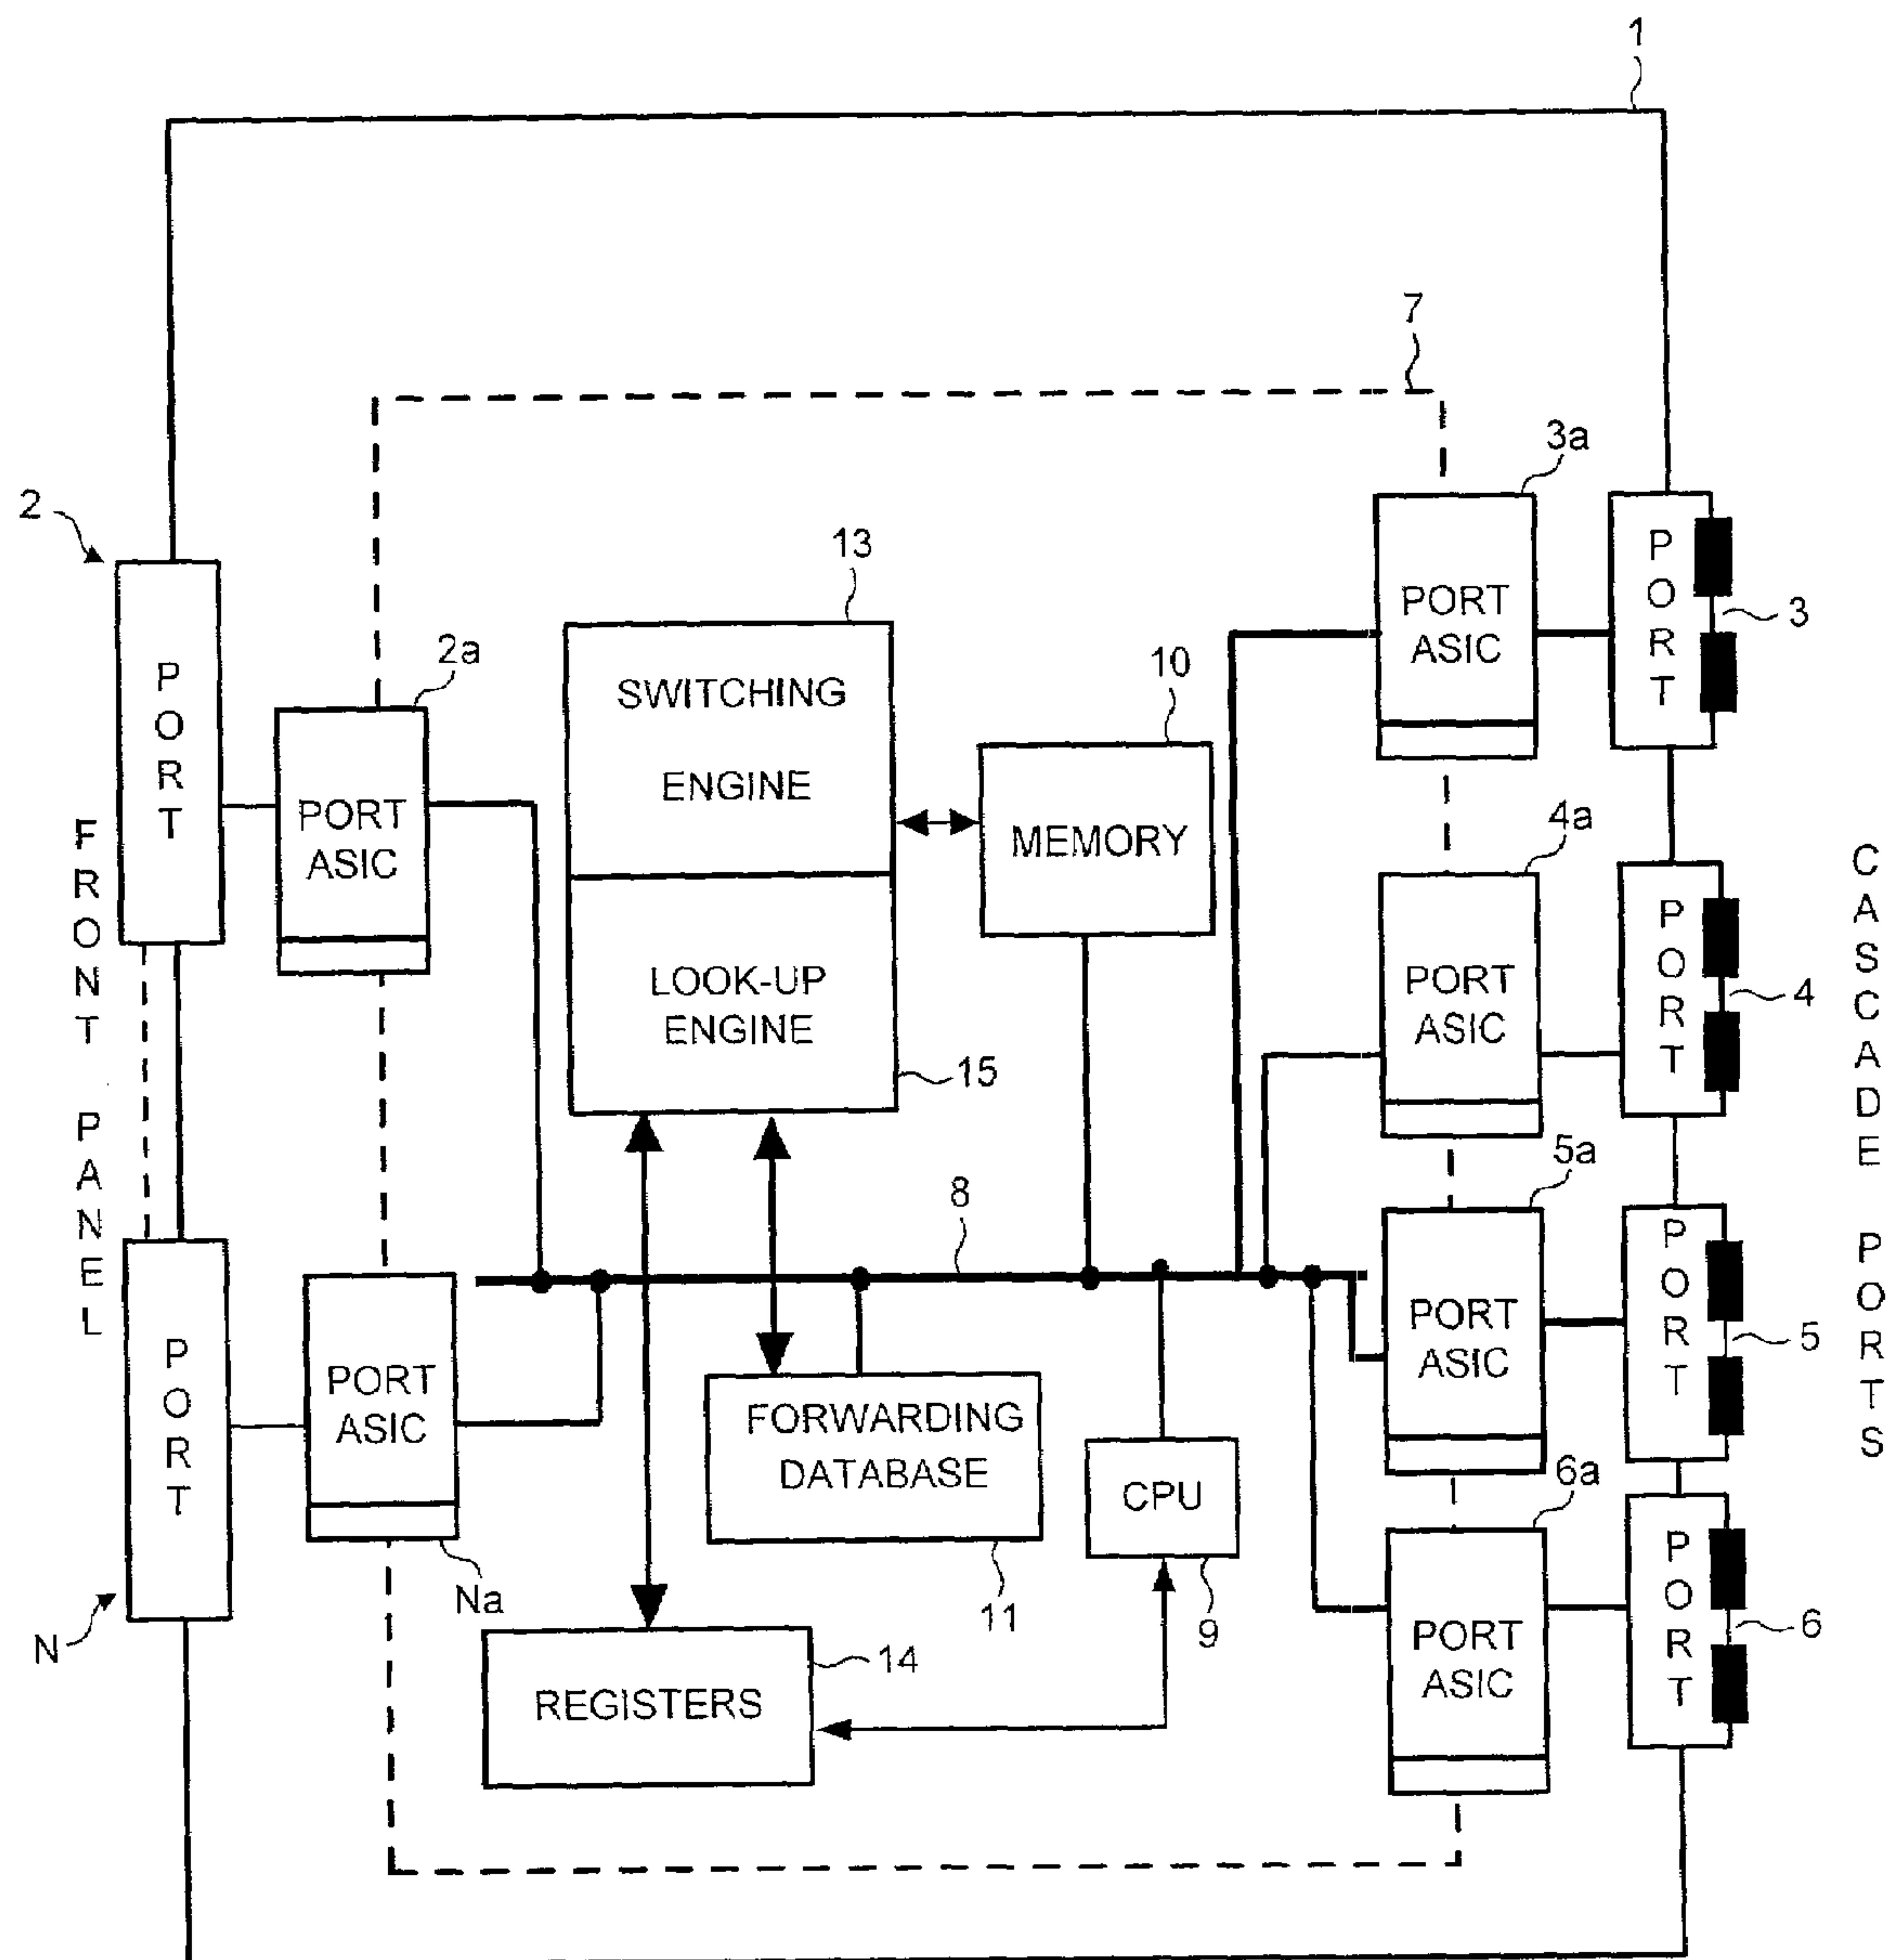 1
7
3a
2
PORT
13
PORT
ASIC
PORT
3
2a
SWITCHING
ENGINE
10
PORT
ASIC
MEMORY
4a
FRONT PANEL
CASCADE PORTS
LOOK-UP
ENGINE
15
PORT
ASIC
PORT
4
5a
8
PORT
PORT
ASIC
FORWARDING
DATABASE
11
CPU
9
PORT
ASIC
PORT
5
6a
Na
N
REGISTERS
14
PORT
ASIC
PORT
6